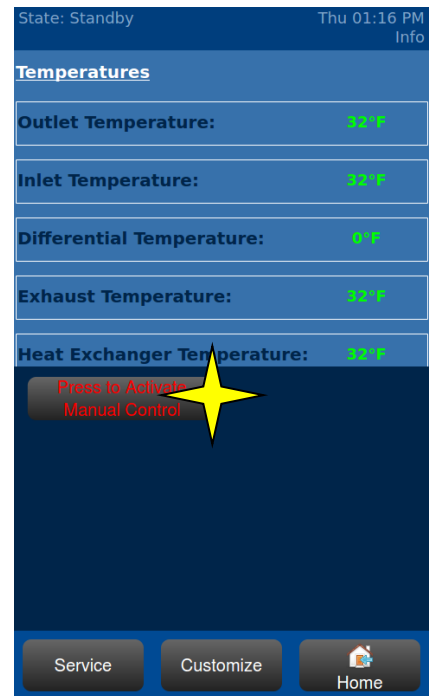 State: Standby
Thu 01:16 PM
Info
Temperatures
Outlet Temperature: 32°F
Inlet Temperature: 32°F
Differential Temperature: 0°F
Exhaust Temperature: 32°F
Heat Exchanger Temperature: 32°F
Press to Activate
Manual Control
Service
Customize
Home